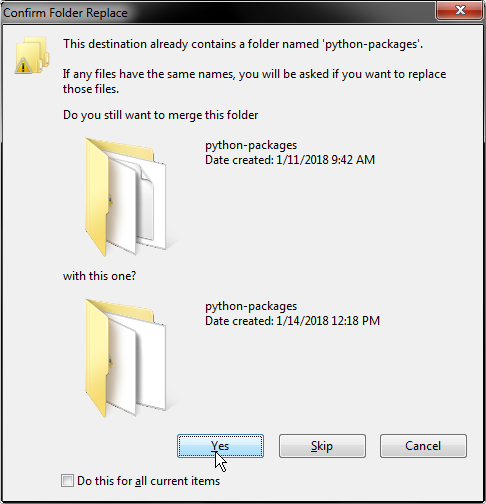 Confirm Folder Replace
This destination already contains a folder named 'python-packages'.
If any files have the same names, you will be asked if you want to replace
those files.
Do you still want to merge this folder
python-packages
Date created: 1/11/2018 9:42 AM
with this one?
python-packages
Date created: 1/14/2018 12:18 PM
Yes
Skip
Cancel
Do this for all current items